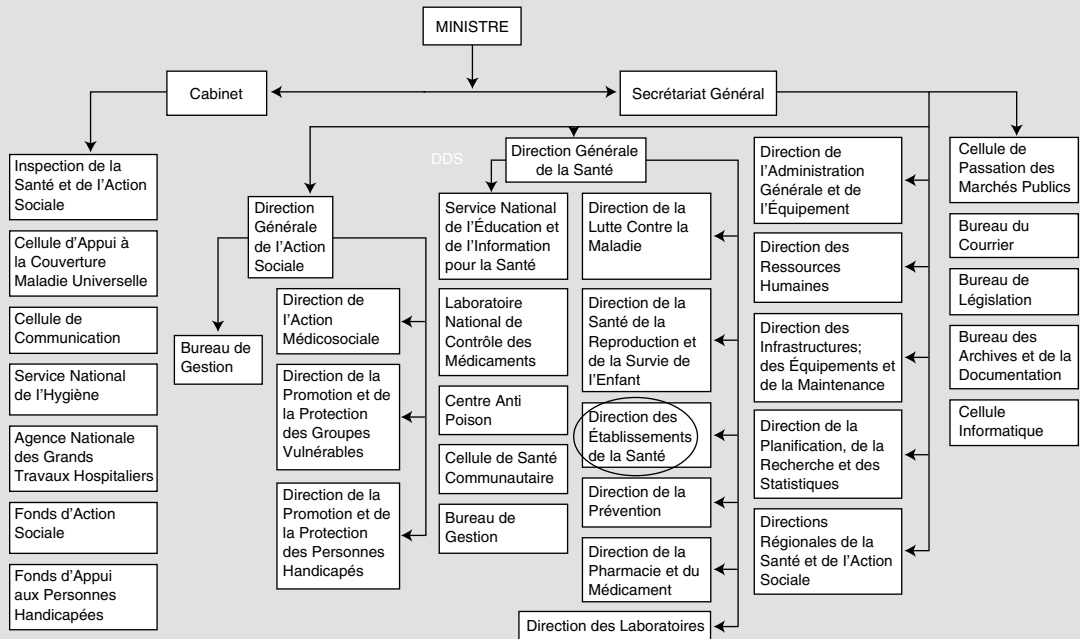 MINISTRE
Cabinet
Secrétariat Général
Inspection de la
Santé et de l’Action
Sociale
Cellule d’Appui à
la Couverture
Maladie Universelle
Cellule de
Communication
Service National
de l’Hygiène
Agence Nationale
des Grands
Travaux Hospitaliers
Fonds d’Action
Sociale
Fonds d’Appui
aux Personnes
Handicapées
Direction
Générale
de l’Action
Sociale
Bureau de
Gestion
Direction de
l’Action
Médicosociale
Direction de la
Promotion et de
la Protection
des Groupes
Vulnérables
Direction de la
Promotion et de
la Protection
des Personnes
Handicapés
DDS
Direction Générale
de la Santé
Service National
de l’Éducation et
de l’Information
pour la Santé
Laboratoire
National de
Contrôle des
Médicaments
Centre Anti
Poison
Cellule de Santé
Communautaire
Bureau de
Gestion
Direction de la
Lutte Contre la
Maladie
Direction de la
Santé de la
Reproduction et
de la Survie de
l’Enfant
Direction des
Établissements
de la Santé
Direction de la
Prévention
Direction de la
Pharmacie et du
Médicament
Direction des Laboratoires
Direction de
l’Administration
Générale et de
l’Équipement
Direction des
Ressources
Humaines
Direction des
Infrastructures;
des Équipements et
de la Maintenance
Direction de la
Planification, de la
Recherche et des
Statistiques
Directions
Régionales de la
Santé et de l’Action
Sociale
Cellule de
Passation des
Marchés Publics
Bureau du
Courrier
Bureau de
Législation
Bureau des
Archives et de la
Documentation
Cellule
Informatique